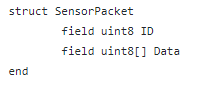 struct SensorPacket
        field uint8 ID
        field uint8[] Data
end